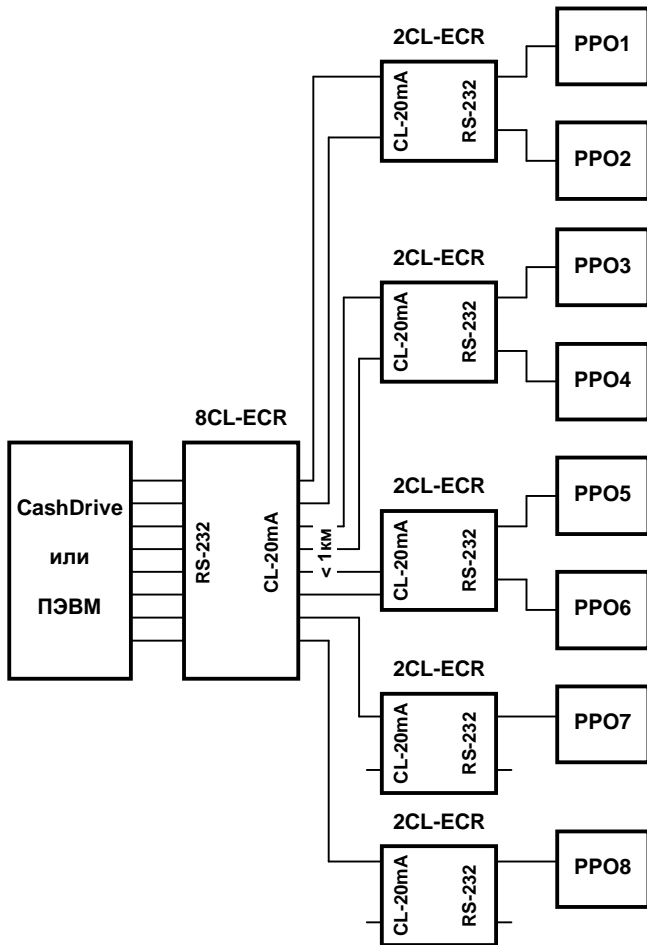 2CL-ECR
CL-20mA
RS-232
PPO1
PPO2
2CL-ECR
CL-20mA
RS-232
PPO3
PPO4
8CL-ECR
CashDrive
или
ПЭВМ
RS-232
CL-20mA
< 1км
2CL-ECR
CL-20mA
RS-232
PPO5
PPO6
2CL-ECR
CL-20mA
RS-232
PPO7
2CL-ECR
CL-20mA
RS-232
PPO8